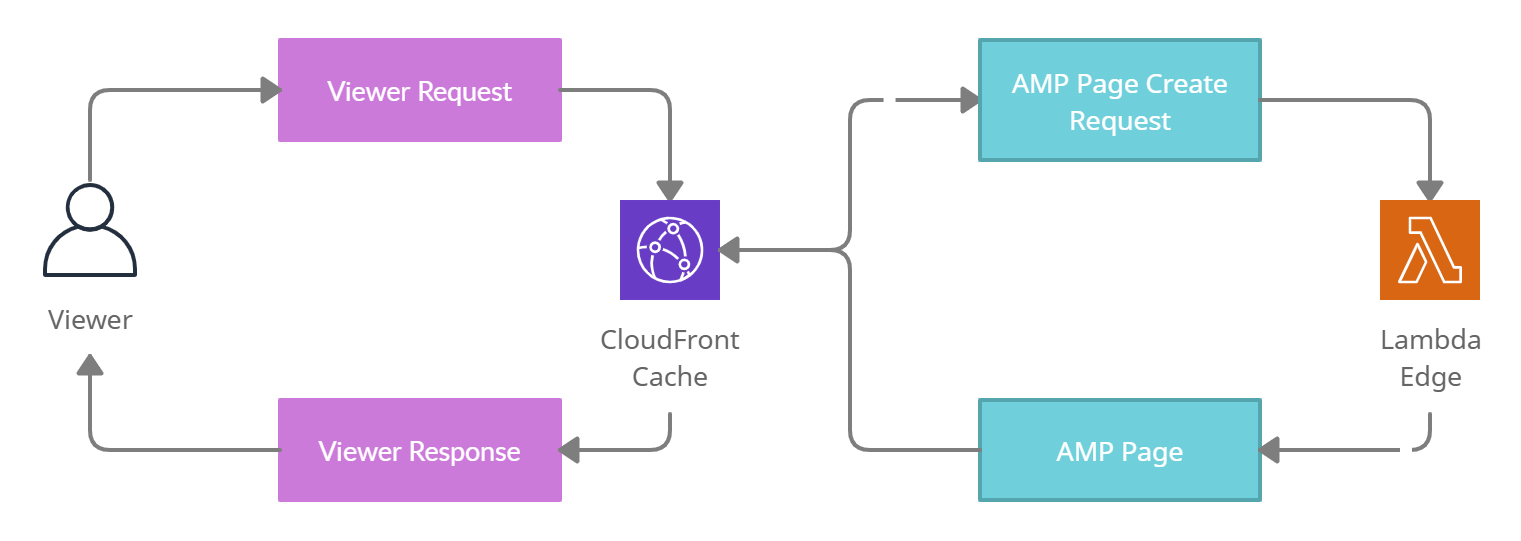 Viewer Request
AMP Page Create
Request
Viewer
CloudFront
Cache
Lambda
Edge
Viewer Response
AMP Page